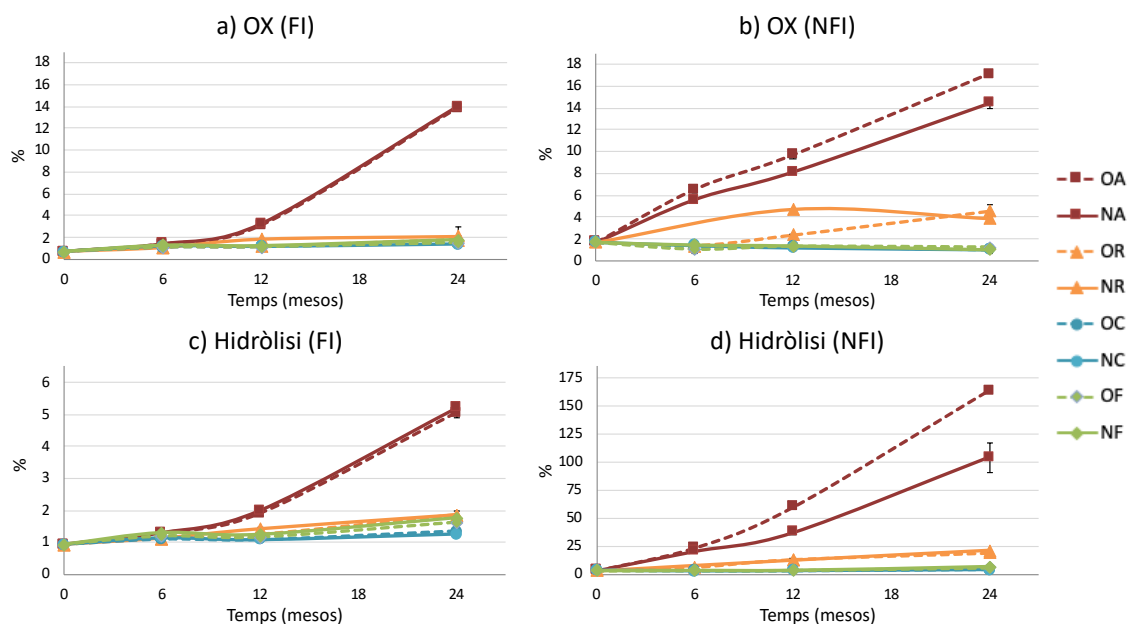 a) OX (FI)
18
16
14
12
10
8
6
4
2
0
%
0 6 12 18 24
Temps (mesos)
b) OX (NFI)
18
16
14
12
10
8
6
4
2
0
%
0 6 12 18 24
Temps (mesos)
c) Hidròlisi (FI)
6
5
4
3
2
1
0
%
0 6 12 18 24
Temps (mesos)
d) Hidròlisi (NFI)
175
150
125
100
75
50
25
0
%
0 6 12 18 24
Temps (mesos)
OA
NA
OR
NR
OC
NC
OF
NF